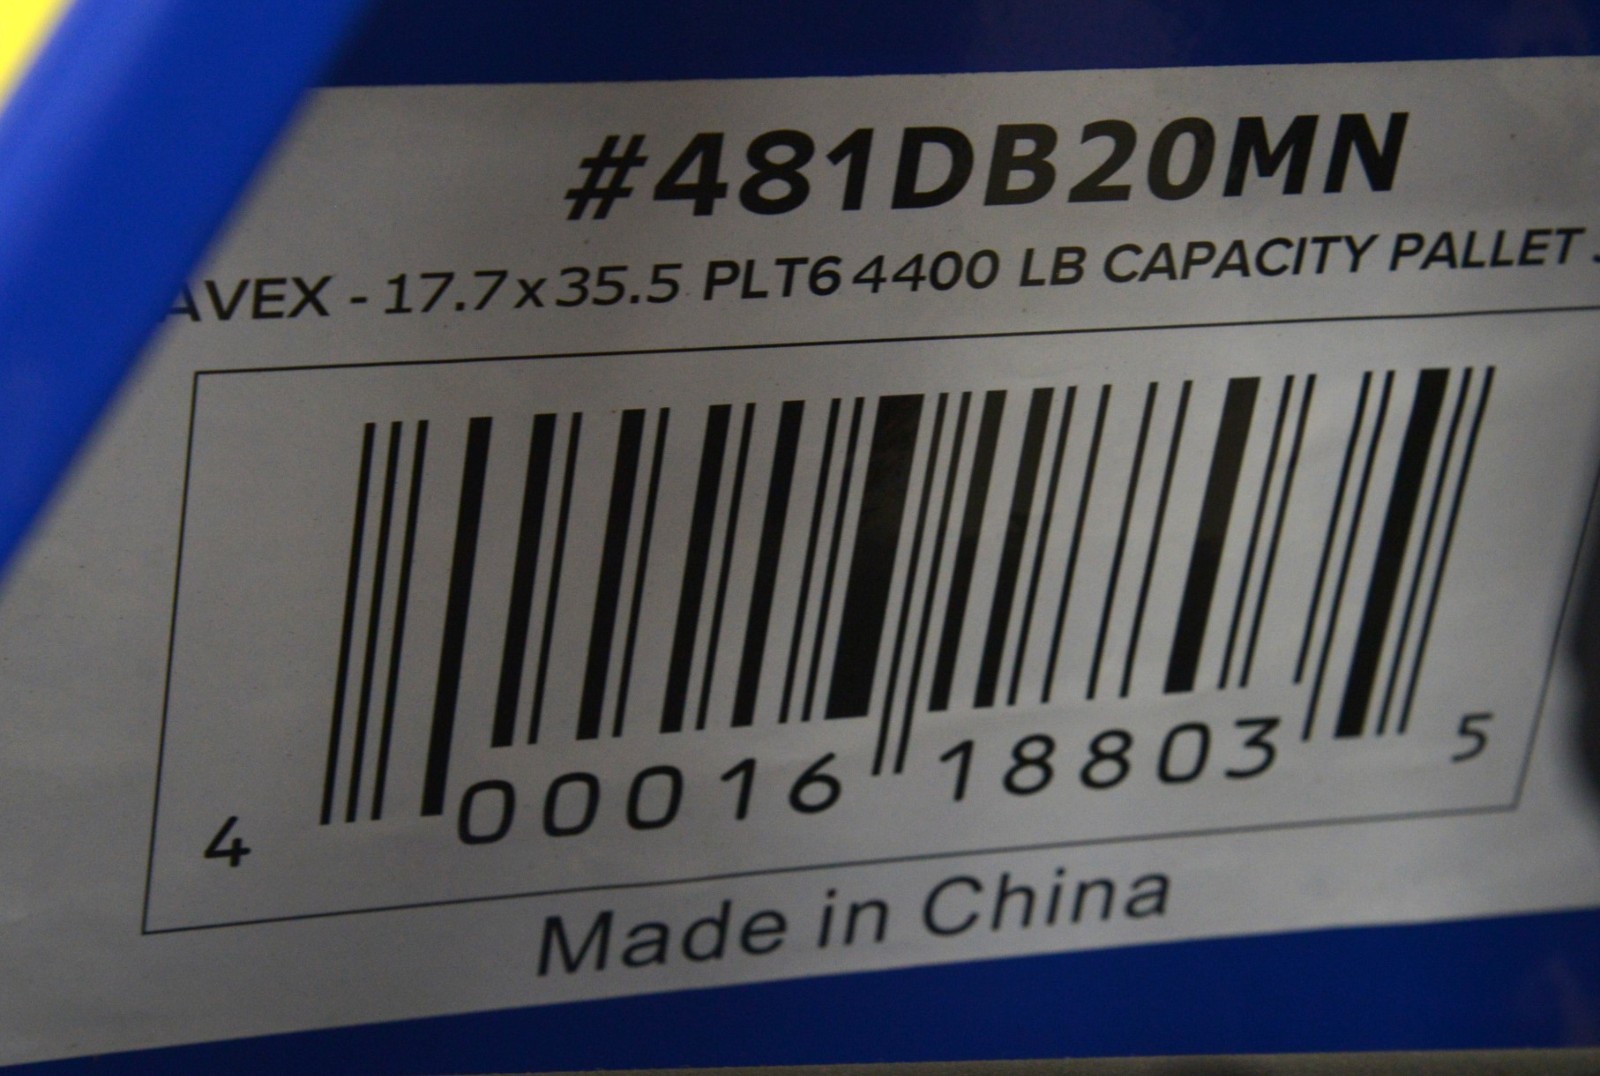 #481DB20MN
AVEX - 17.7x35.5 PLT6 4400 LB CAPACITY PALLET
4 00016 18803 5
Made in China